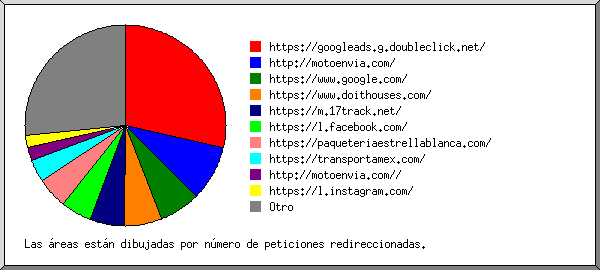 https://googleads.g.doubleclick.net/
http://motoenvia.com/
https://www.google.com/
https://www.doithouses.com/
https://m.17track.net/
https://l.facebook.com/
https://paqueteriaestrellablanca.com/
https://transportamex.com/
http://motoenvia.com//
https://l.instagram.com/
Otro
Las áreas están dibujadas por número de peticiones redireccionadas.